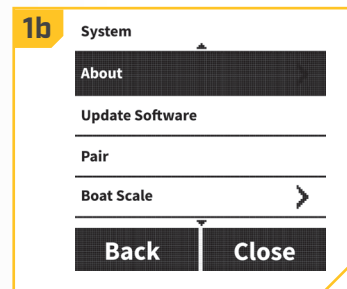 1b
System
About
Update Software
Pair
Boat Scale
Back Close